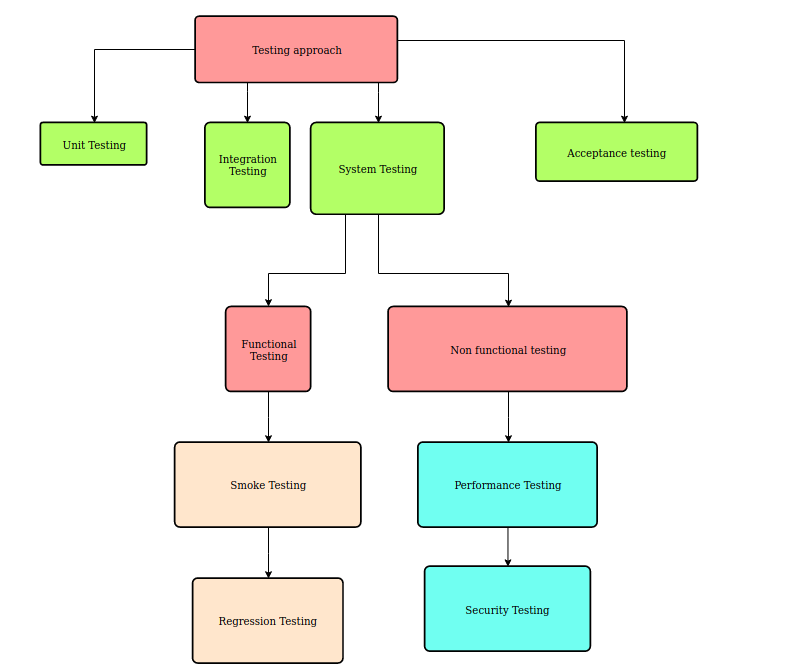 Testing approach
Unit Testing
Integration
Testing
System Testing
Acceptance testing
Functional
Testing
Non functional testing
Smoke Testing
Performance Testing
Regression Testing
Security Testing